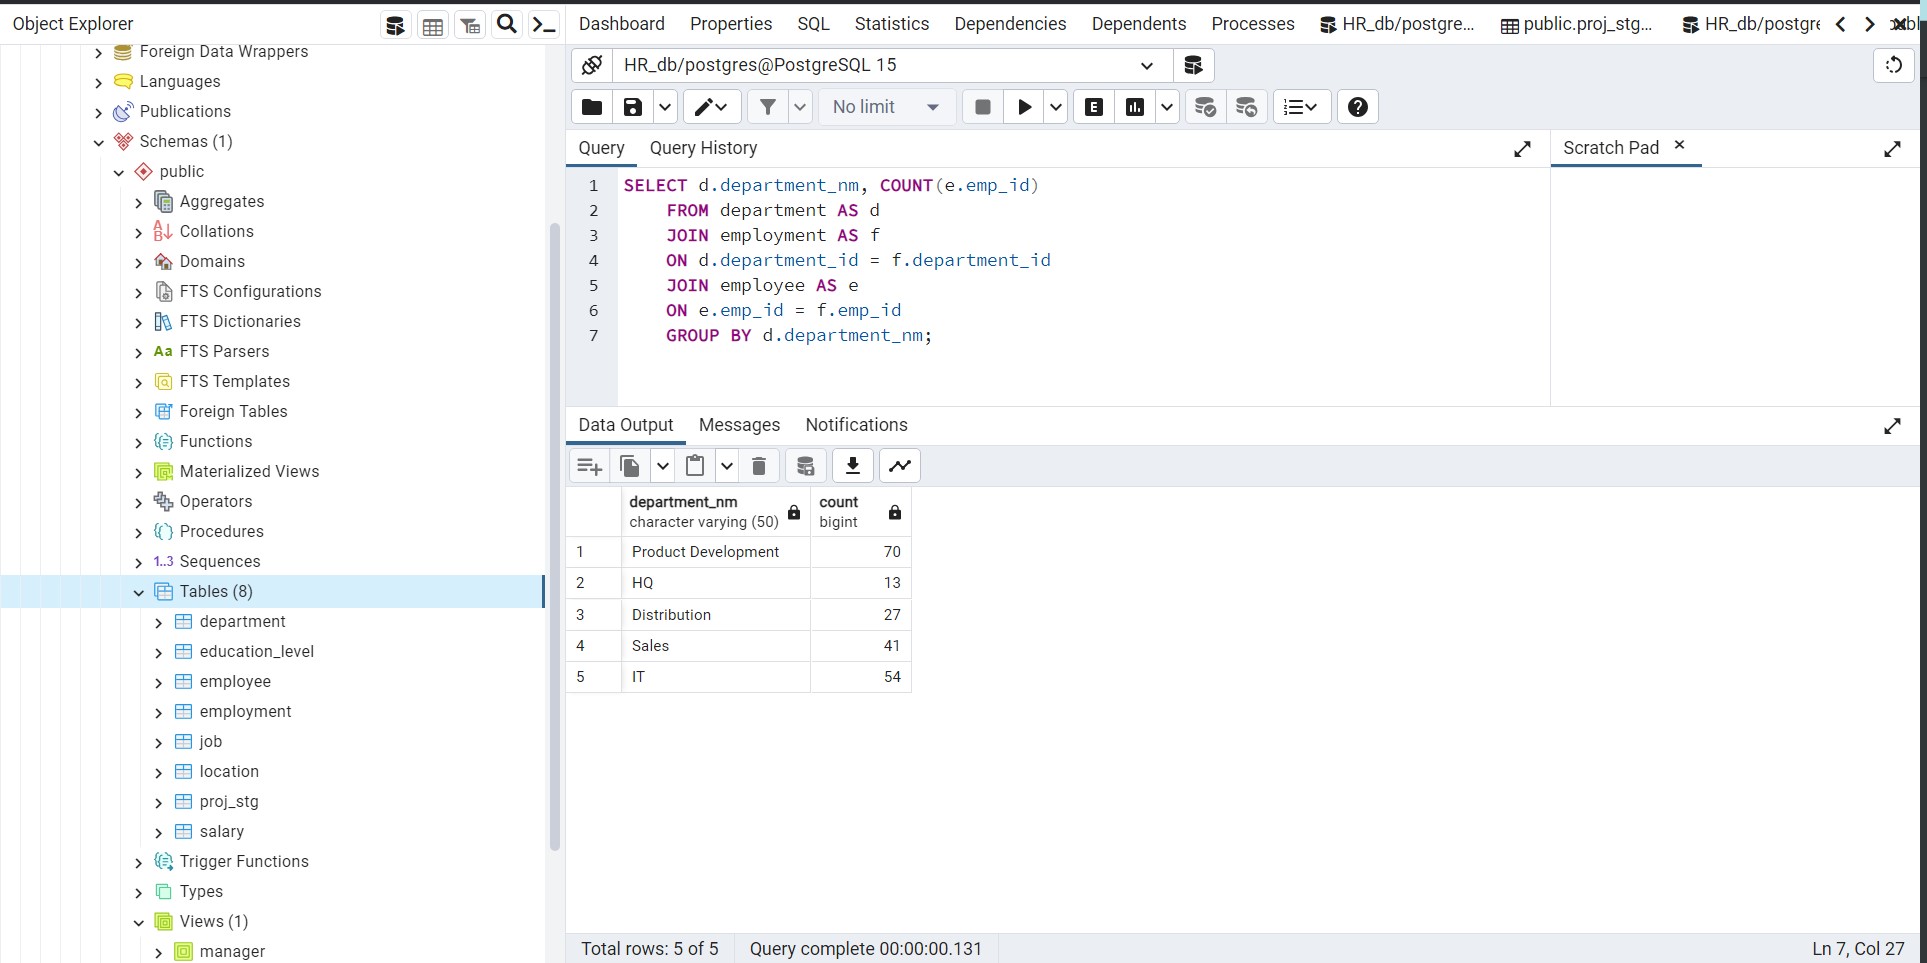 Object Explorer
Foreign Data Wrappers
Languages
Publications
Schemas (1)
public
Aggregates
Collations
Domains
FTS Configurations
FTS Dictionaries
Aa FTS Parsers
FTS Templates
Foreign Tables
Functions
Materialized Views
Operators
Procedures
1..3 Sequences
Tables (8)
department
education_level
employee
employment
job
location
proj_stg
salary
Trigger Functions
Types
Views (1)
manager
Dashboard Properties SQL Statistics Dependencies Dependents Processes HR_db/postgre... public.proj_stg... HR_db/postgre
HR_db/postgres@PostgreSQL 15
No limit
Query Query History
Scratch Pad
1 SELECT d.department_nm, COUNT(e.emp_id)
2 FROM department AS d
3 JOIN employment AS f
4 ON d.department_id = f.department_id
5 JOIN employee AS e
6 ON e.emp_id = f.emp_id
7 GROUP BY d.department_nm;
Data Output Messages Notifications
department_nm count
character varying (50) bigint
1 Product Development 70
2 HQ 13
3 Distribution 27
4 Sales 41
5 IT 54
Total rows: 5 of 5 Query complete 00:00:00.131 Ln 7, Col 27